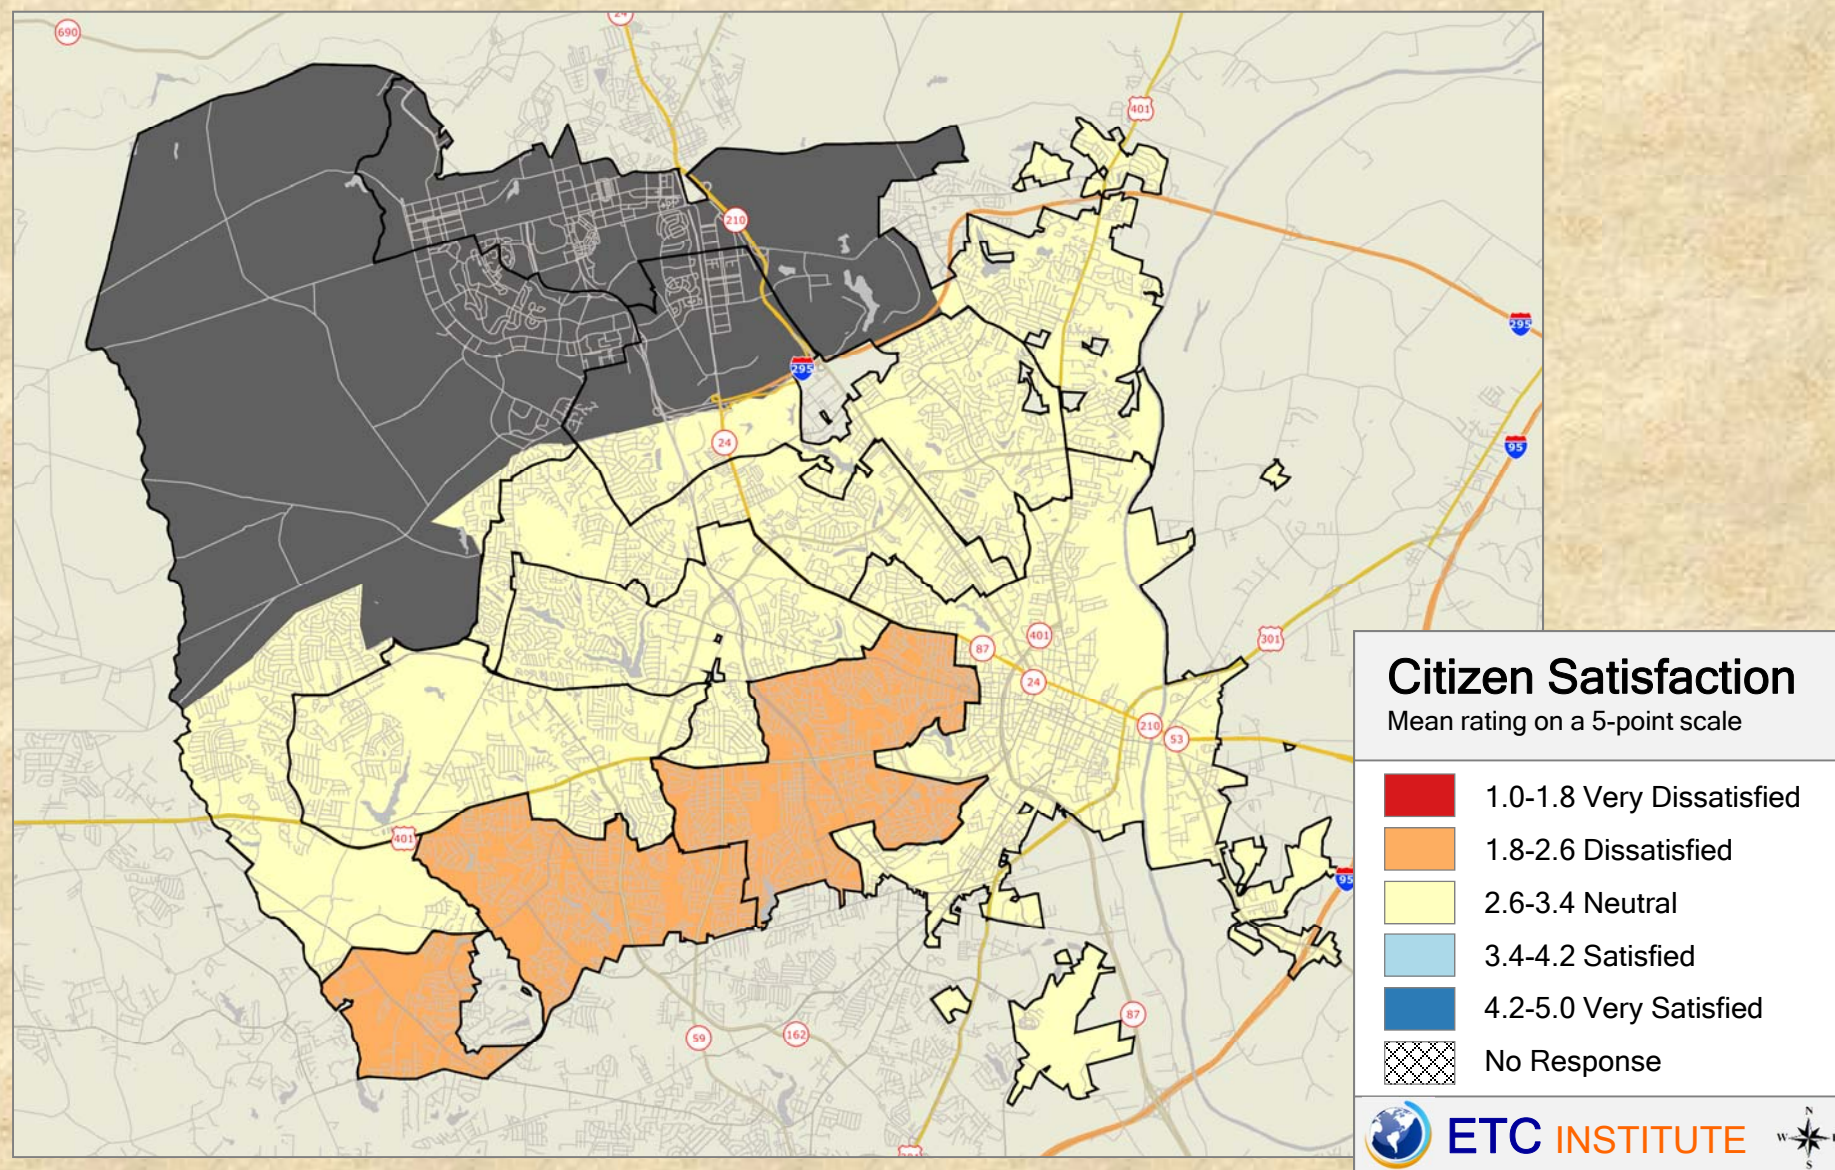 24
690
401
210
295
295
24
95
301
401
87
24
210
53
401
95
87
59
162
Citizen Satisfaction
Mean rating on a 5-point scale
1.0-1.8 Very Dissatisfied
1.8-2.6 Dissatisfied
2.6-3.4 Neutral
3.4-4.2 Satisfied
4.2-5.0 Very Satisfied
No Response
ETC INSTITUTE
N
W
S